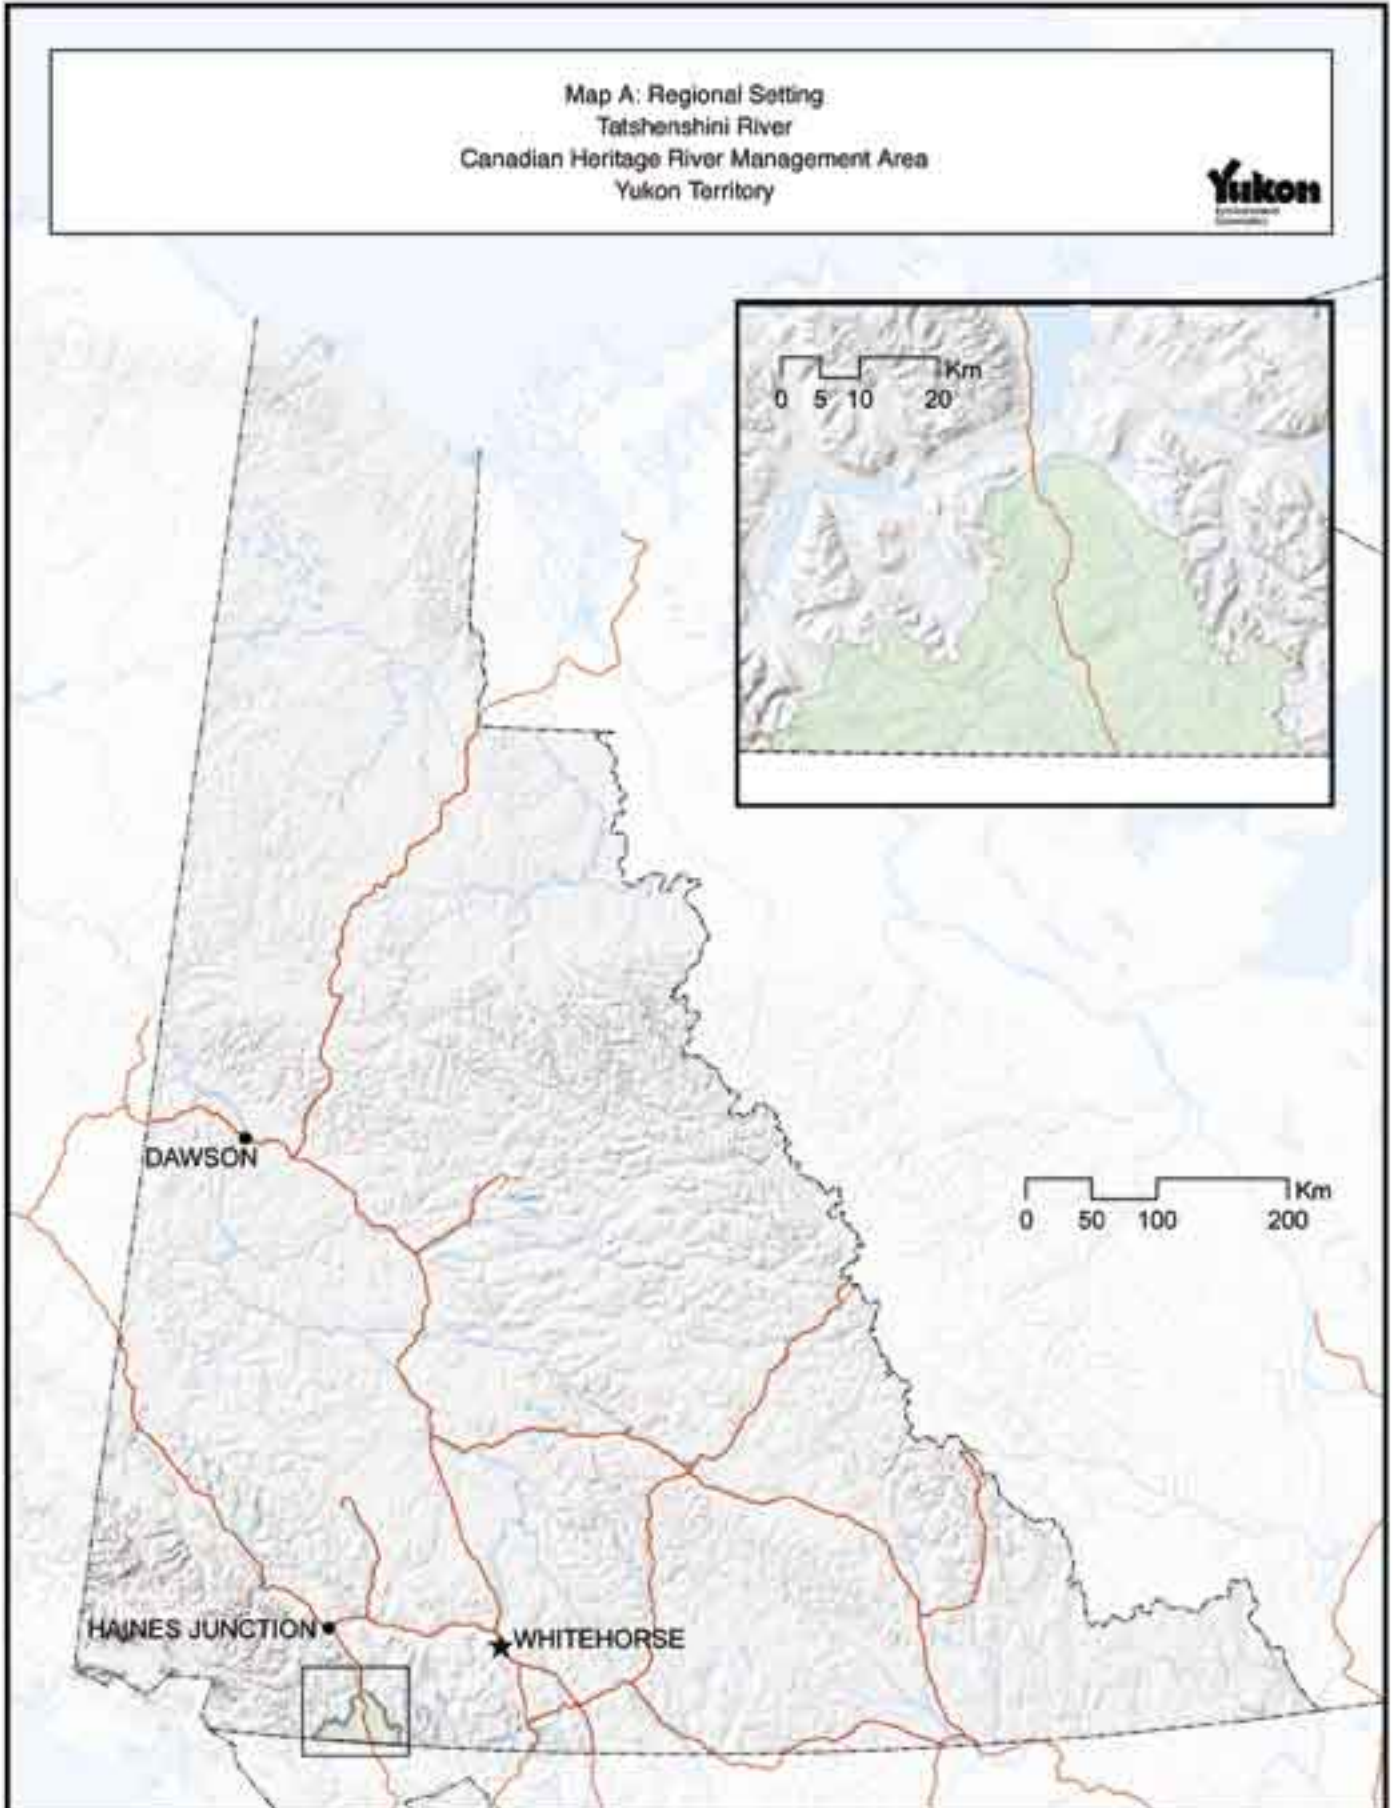 Map A: Regional Setting
Tatshenshini River
Canadian Heritage River Management Area
Yukon Territory
Yukon
Km
0 5 10 20
DAWSON
Km
0 50 100 200
HAINES JUNCTION
WHITEHORSE